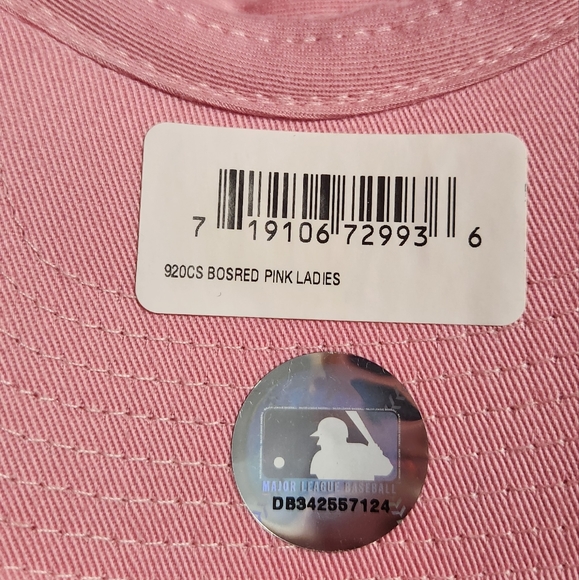 7 19106 72993 6
920CS BOSRED PINK LADIES
MAJOR LEAGUE BASEBALL
DB342557124